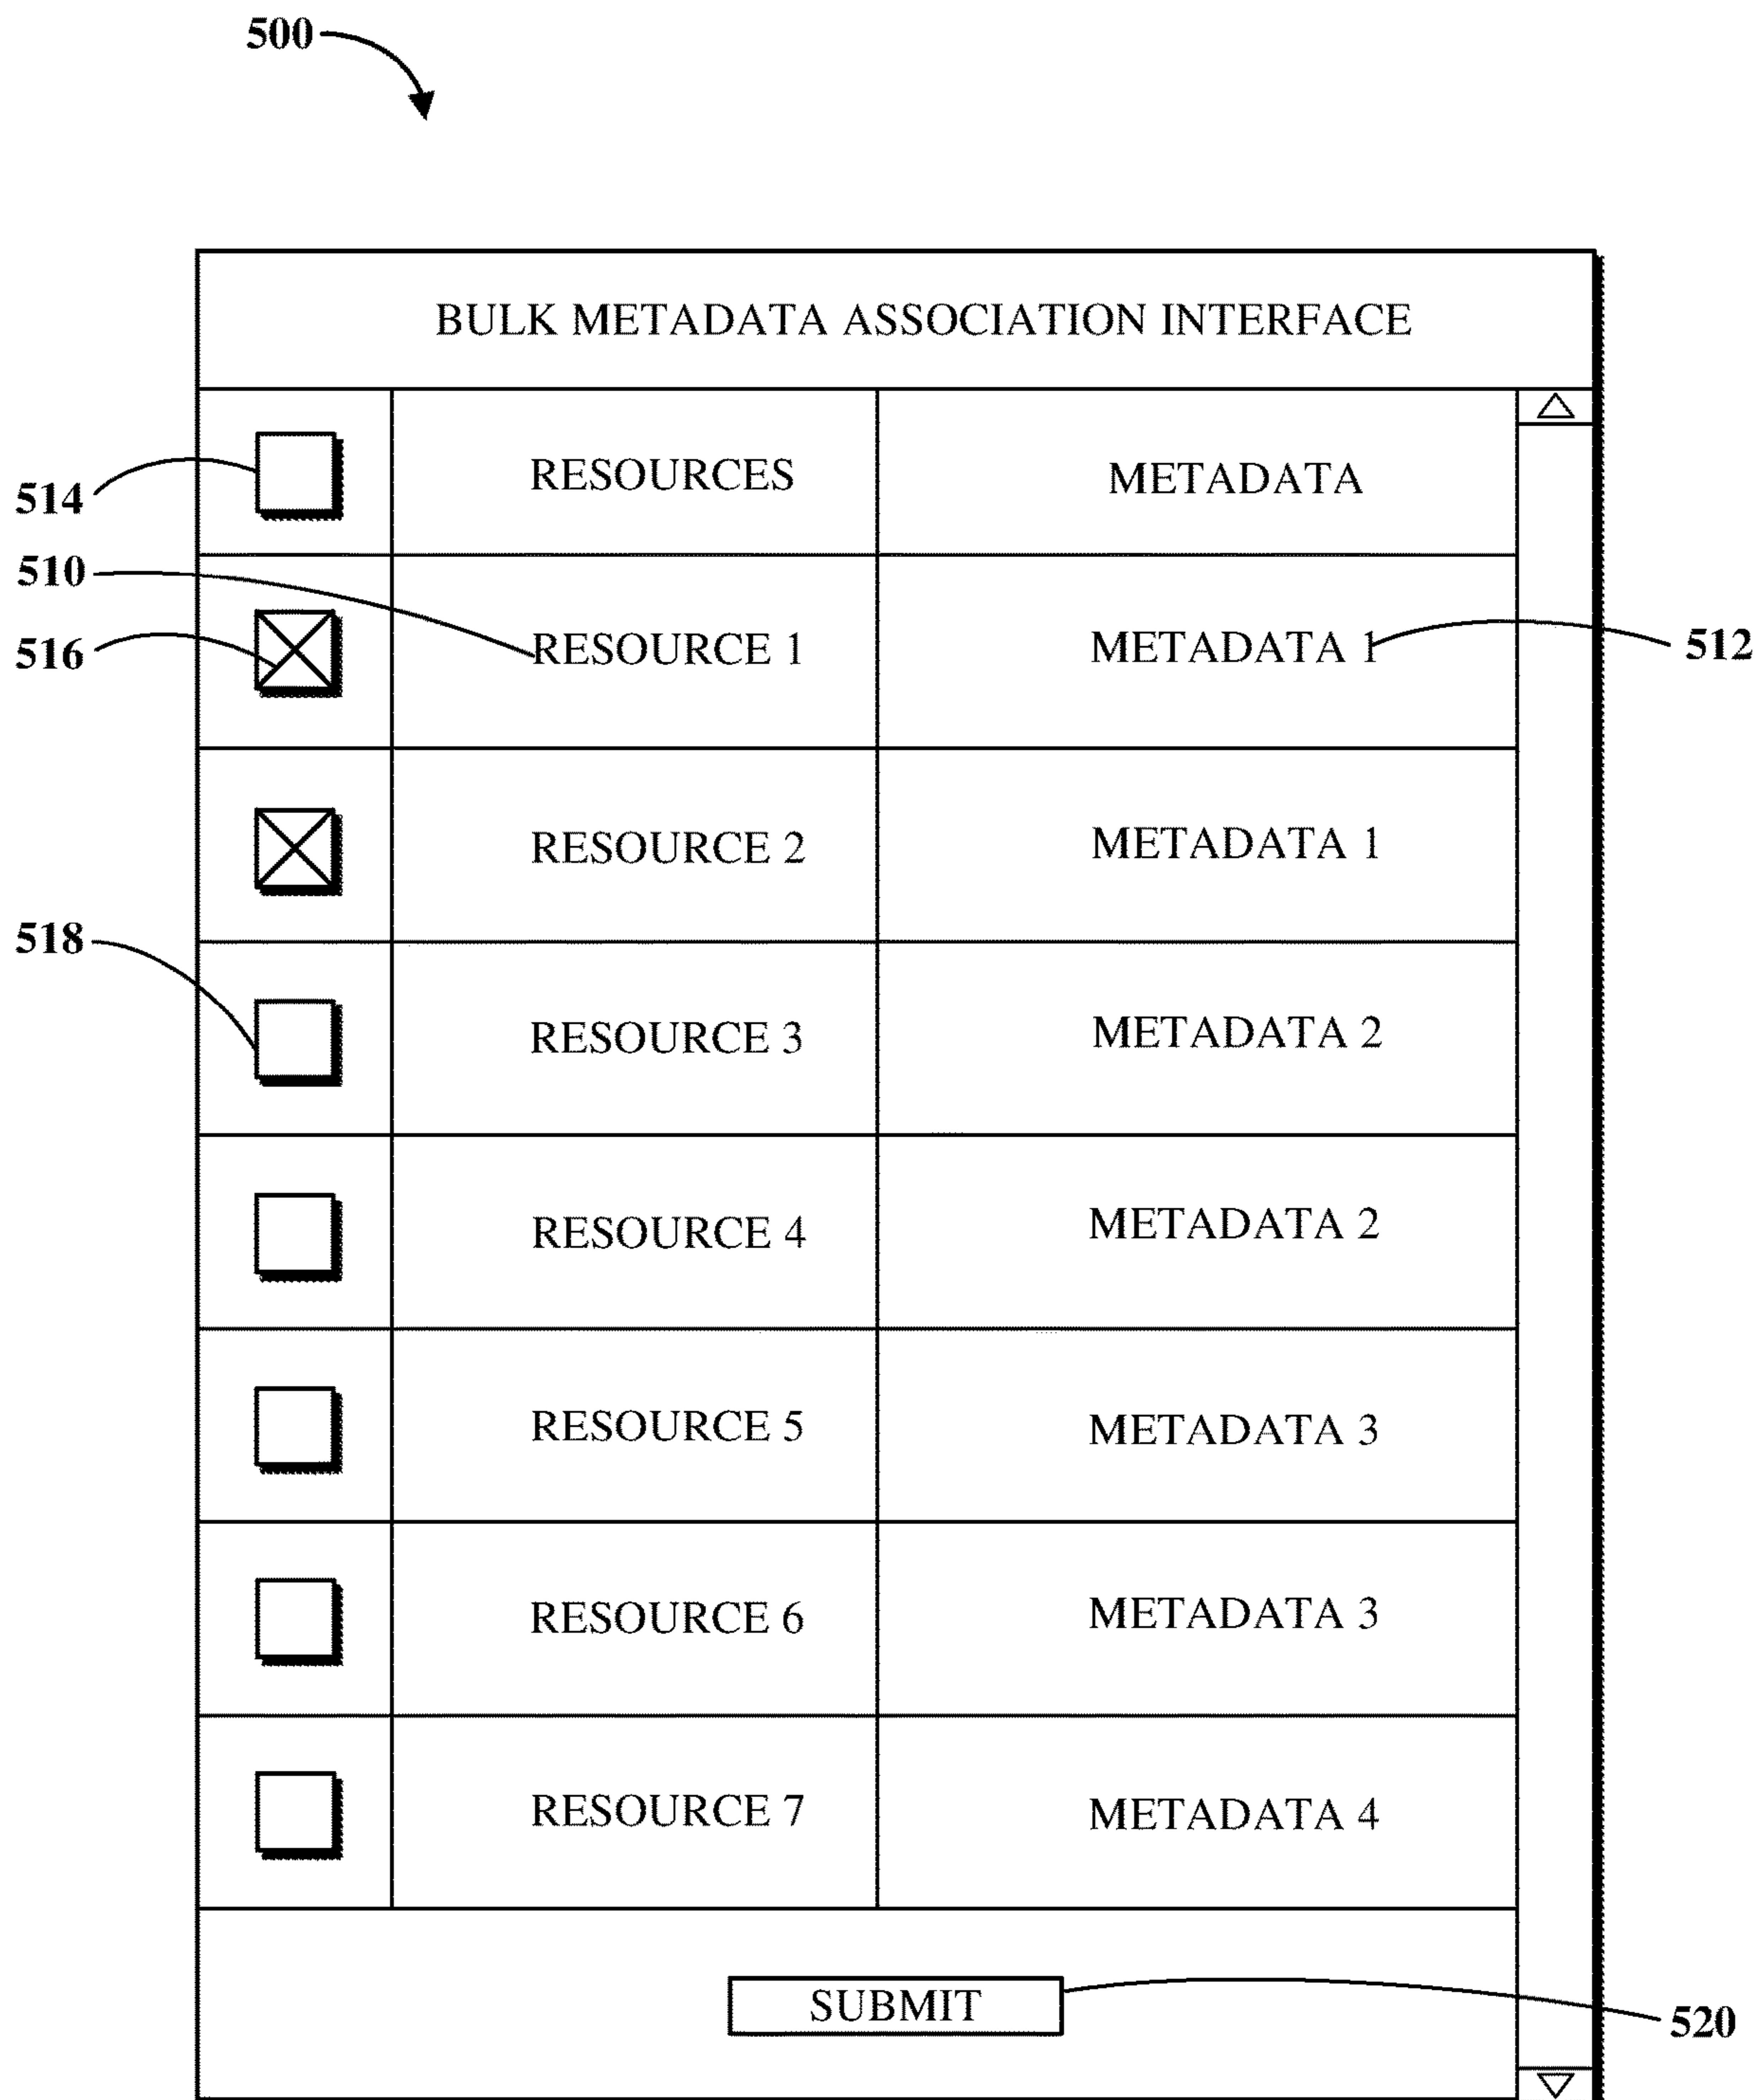 500
BULK METADATA ASSOCIATION INTERFACE
514
RESOURCES METADATA
510
516 RESOURCE 1 METADATA 1 512
RESOURCE 2 METADATA 1
518
RESOURCE 3 METADATA 2
RESOURCE 4 METADATA 2
RESOURCE 5 METADATA 3
RESOURCE 6 METADATA 3
RESOURCE 7 METADATA 4
SUBMIT
520